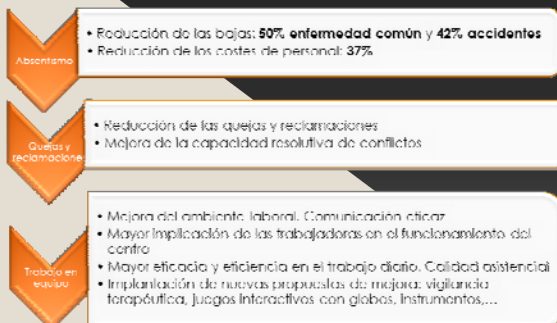 Absentismo
• Reducción de las bajas: 50% enfermedad común y 42% accidentes
• Reducción de los costes de personal: 37%
Quejas y
reclamaciones
• Reducción de las quejas y reclamaciones
• Mejora de la capacidad resolutiva de conflictos
Trabajo en
equipo
• Mejora del ambiente laboral. Comunicación eficaz
• Mayor implicación de las trabajadoras en el funcionamiento del
centro
• Mayor eficacia y eficiencia en el trabajo diario. Calidad asistencial
• Implantación de nuevas propuestas de mejora: vigilancia
terapéutica, juegos interactivos con globos, instrumentos,...